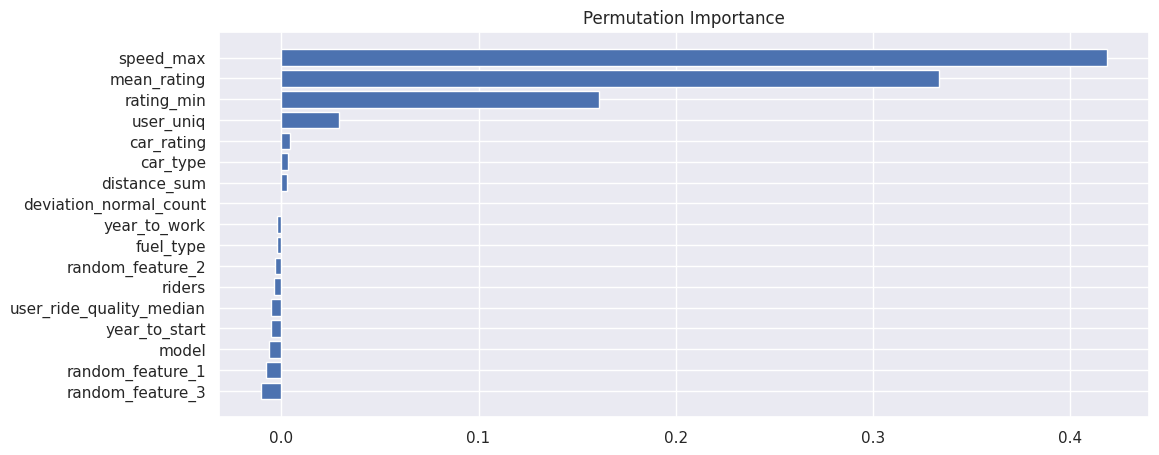 Permutation Importance
speed_max
mean_rating
rating_min
user_uniq
car_rating
car_type
distance_sum
deviation_normal_count
year_to_work
fuel_type
random_feature_2
riders
user_ride_quality_median
year_to_start
model
random_feature_1
random_feature_3
0.0 0.1 0.2 0.3 0.4